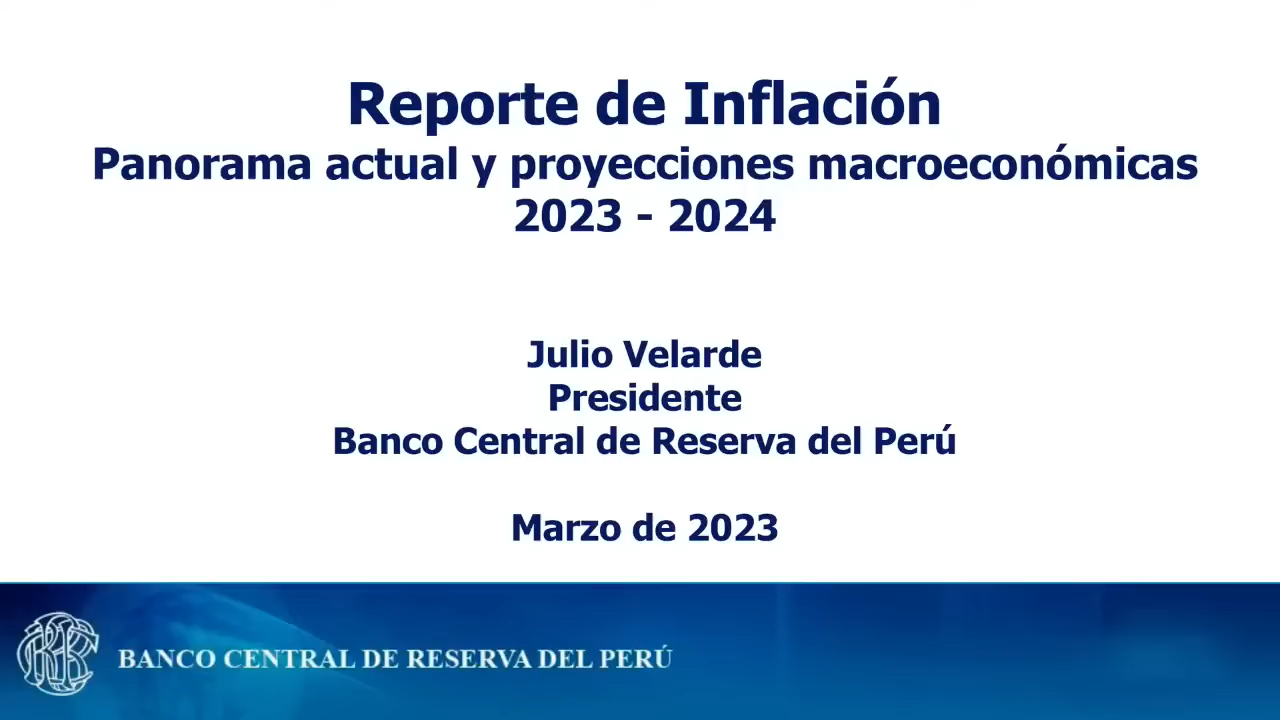 Reporte de Inflación
Panorama actual y proyecciones macroeconómicas
2023 - 2024
Julio Velarde
Presidente
Banco Central de Reserva del Perú
Marzo de 2023
BANCO CENTRAL DE RESERVA DEL PERÚ